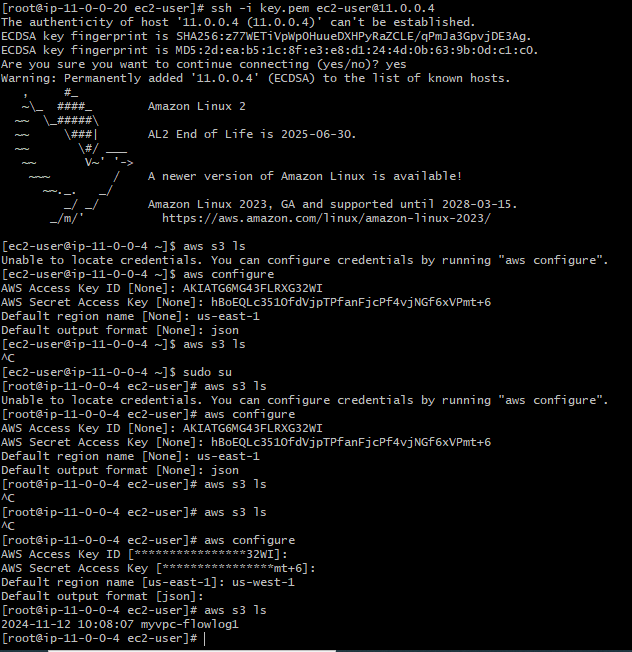 [root@ip-11-0-0-20 ec2-user]# ssh -i key.pem ec2-user@11.0.0.4
The authenticity of host '11.0.0.4 (11.0.0.4)' can't be established.
ECDSA key fingerprint is SHA256:z77WETiVpWpOHuueDXHPyRaZCLE/qPmJa3GpvjDE3Ag.
ECDSA key fingerprint is MD5:2d:ea:b5:1c:8f:e3:e8:d1:24:4d:0b:63:9b:0d:c1:c0.
Are you sure you want to continue connecting (yes/no)? yes
Warning: Permanently added '11.0.0.4' (ECDSA) to the list of known hosts.
   ,     #_
   ~\_  ####_        Amazon Linux 2
  ~~  \_#####\
  ~~     \###|       AL2 End of Life is 2025-06-30.
  ~~       \#/ ___
   ~~       V~' '->
    ~~~         /    A newer version of Amazon Linux is available!
      ~~._.   _/
         _/ _/       Amazon Linux 2023, GA and supported until 2028-03-15.
       _/m/'           https://aws.amazon.com/linux/amazon-linux-2023/
[ec2-user@ip-11-0-0-4 ~]$ aws s3 ls
Unable to locate credentials. You can configure credentials by running "aws configure".
[ec2-user@ip-11-0-0-4 ~]$ aws configure
AWS Access Key ID [None]: AKIATG6MG43FLRXG32WI
AWS Secret Access Key [None]: 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
Default region name [None]: us-east-1
Default output format [None]: json
[ec2-user@ip-11-0-0-4 ~]$ aws s3 ls
^C
[ec2-user@ip-11-0-0-4 ~]$ sudo su
[root@ip-11-0-0-4 ec2-user]# aws s3 ls
Unable to locate credentials. You can configure credentials by running "aws configure".
[root@ip-11-0-0-4 ec2-user]# aws configure
AWS Access Key ID [None]: AKIATG6MG43FLRXG32WI
AWS Secret Access Key [None]: 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
Default region name [None]: us-east-1
Default output format [None]: json
[root@ip-11-0-0-4 ec2-user]# aws s3 ls
^C
[root@ip-11-0-0-4 ec2-user]# aws s3 ls
^C
[root@ip-11-0-0-4 ec2-user]# aws configure
AWS Access Key ID [****************32WI]:
AWS Secret Access Key [****************mt+6]:
Default region name [us-east-1]: us-west-1
Default output format [json]:
[root@ip-11-0-0-4 ec2-user]# aws s3 ls
2024-11-12 10:08:07 myvpc-flowlog1
[root@ip-11-0-0-4 ec2-user]#